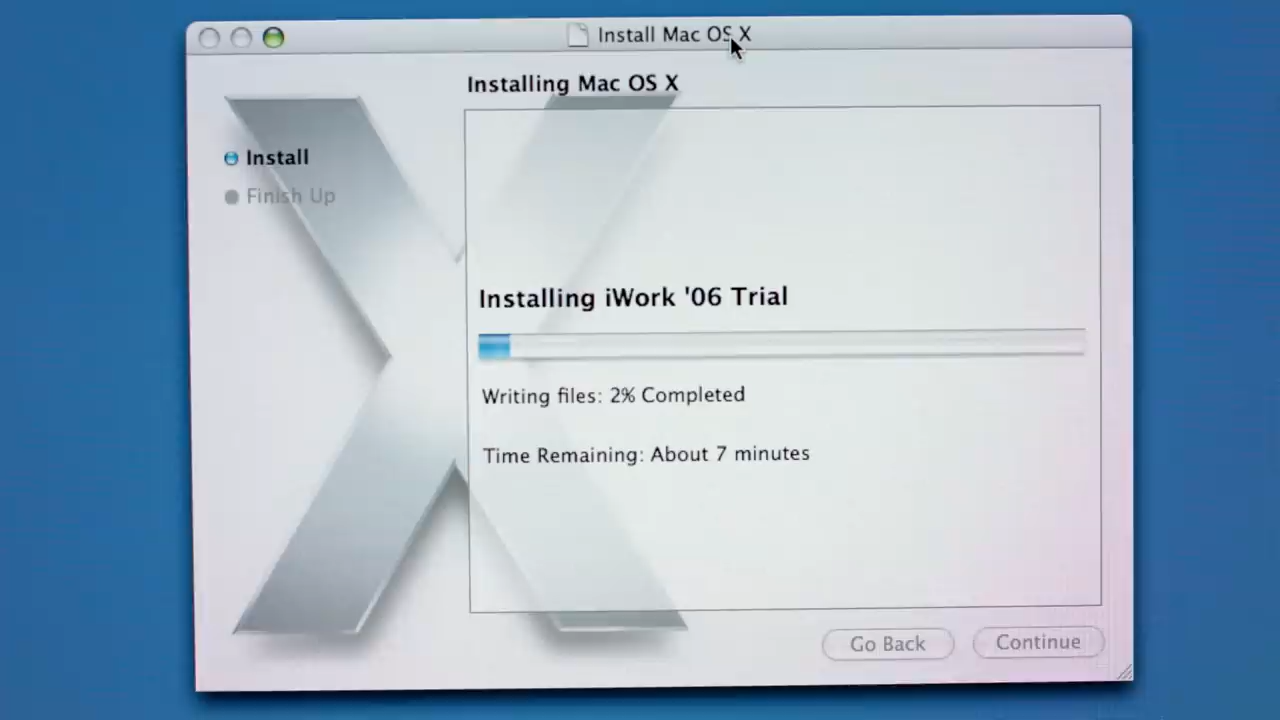 Install Mac OS X
Installing Mac OS X
Install
Finish Up
Installing iWork '06 Trial
Writing files: 2% Completed
Time Remaining: About 7 minutes
Go Back
Continue